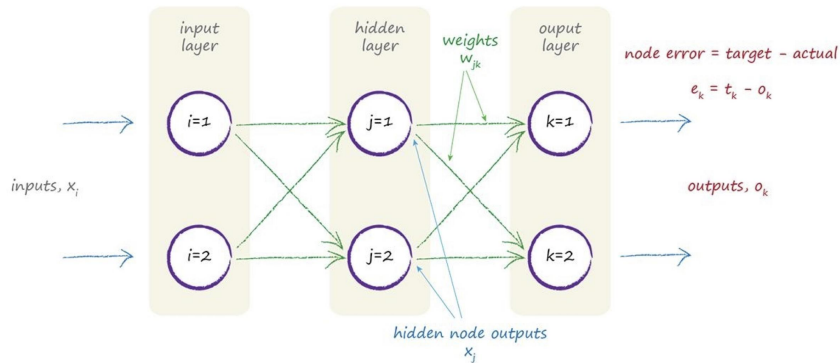 input
layer
hidden
layer
ouput
layer
weights
w_jk
node error = target - actual
e_k = t_k - o_k
i=1
j=1
k=1
inputs, x_i
outputs, o_k
i=2
j=2
k=2
hidden node outputs
x_j